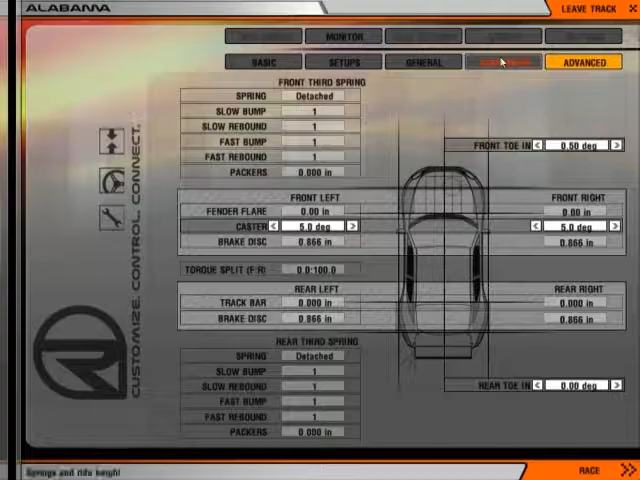 ALABAMA
LEAVE TRACK
MONITOR
BASIC SETUPS GENERAL ADVANCED
FRONT THIRD SPRING
SPRING Detached
SLOW BUMP 1
SLOW REBOUND 1
FAST BUMP 1
FAST REBOUND 1
PACKERS 0.000 in
FRONT TOE IN < 0.50 deg >
FRONT LEFT FRONT RIGHT
FENDER FLARE 0.00 in 0.00 in
CASTER < 5.0 deg > < 5.0 deg >
BRAKE DISC 0.866 in 0.866 in
TORQUE SPLIT (F:R) 0.0:100.0
REAR LEFT REAR RIGHT
TRACK BAR 0.000 in 0.000 in
BRAKE DISC 0.866 in 0.866 in
REAR THIRD SPRING
SPRING Detached
SLOW BUMP 1
SLOW REBOUND 1
FAST BUMP 1
FAST REBOUND 1
PACKERS 0.000 in
REAR TOE IN < 0.00 deg >
CUSTOMIZE. CONTROL. CONNECT.
Springs and ride height
RACE